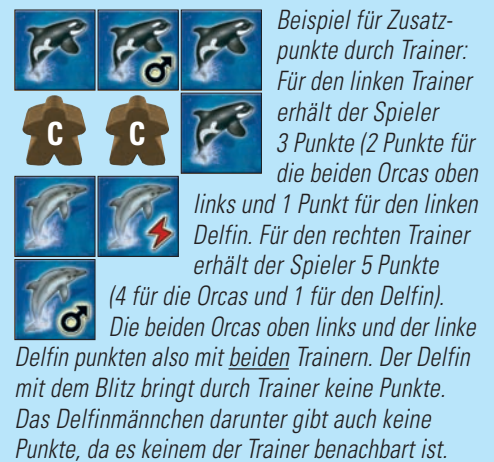 Beispiel für Zusatz-
punkte durch Trainer:
Für den linken Trainer
erhält der Spieler
3 Punkte (2 Punkte für
die beiden Orcas oben
links und 1 Punkt für den linken
Delfin. Für den rechten Trainer
erhält der Spieler 5 Punkte
(4 für die Orcas und 1 für den Delfin).
Die beiden Orcas oben links und der linke
Delfin punkten also mit beiden Trainern. Der Delfin
mit dem Blitz bringt durch Trainer keine Punkte.
Das Delfinmännchen darunter gibt auch keine
Punkte, da es keinem der Trainer benachbart ist.
C C